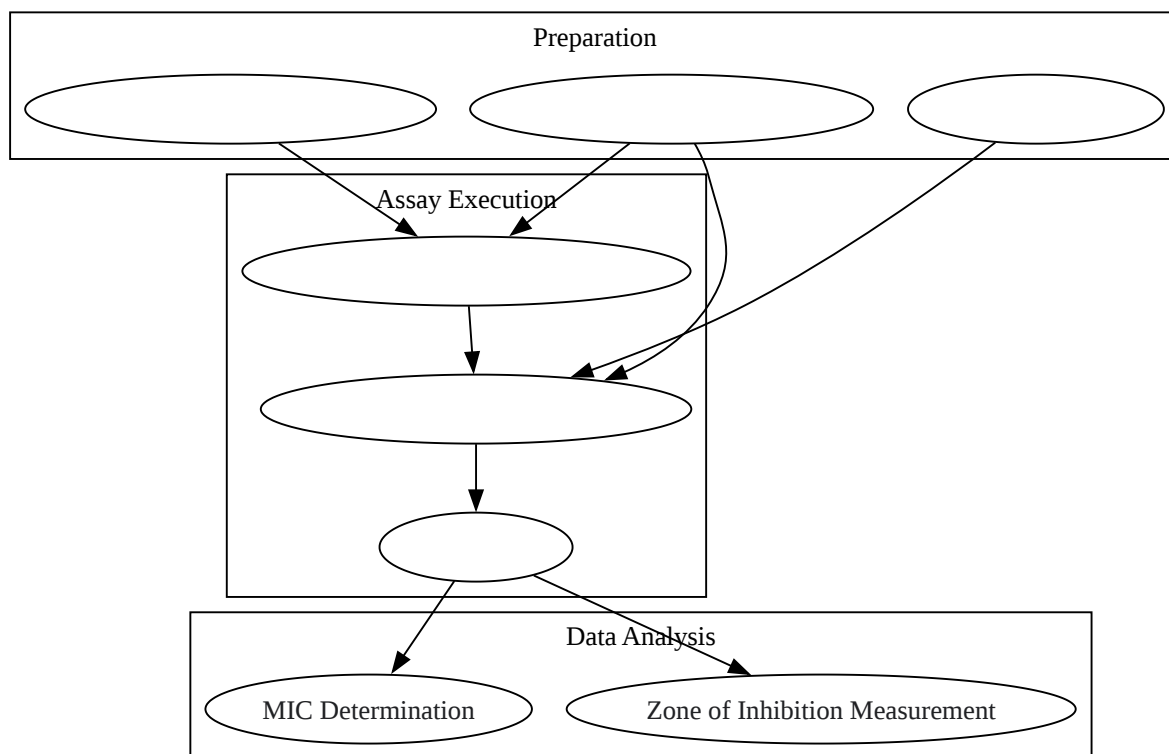 Preparation
Assay Execution
Data Analysis
MIC Determination
Zone of Inhibition Measurement